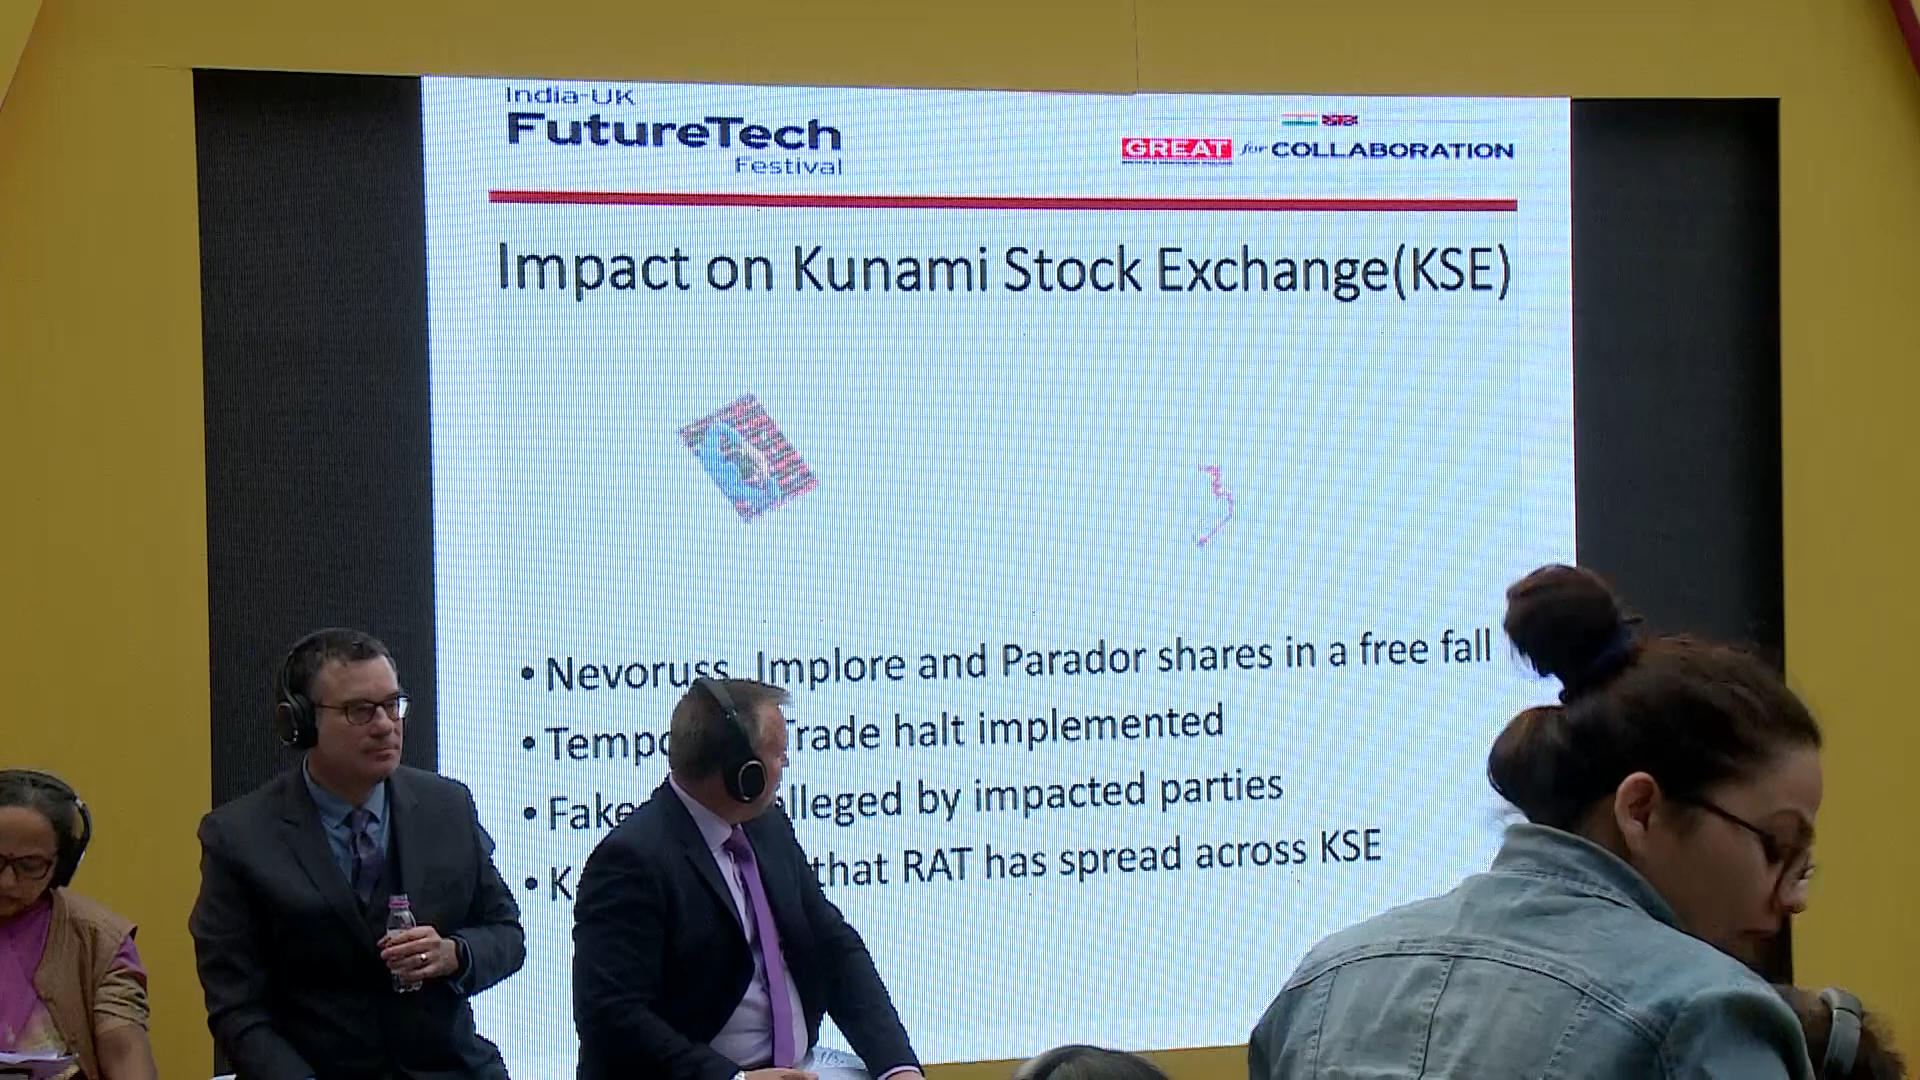 India-UK
FutureTech
Festival
GREAT for COLLABORATION
Impact on Kunami Stock Exchange(KSE)
• Nevoruss, Implore and Parador shares in a free fall
• Trade halt implemented
• Fake alleged by impacted parties
• that RAT has spread across KSE